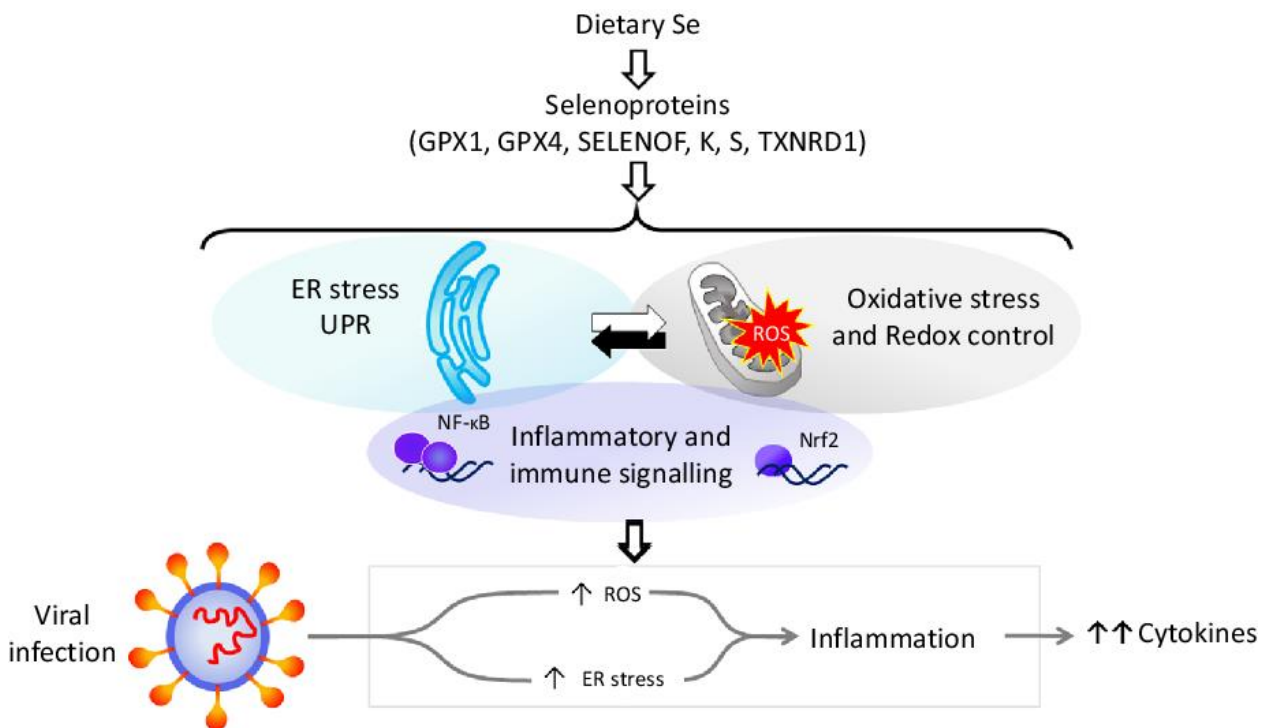 Dietary Se
Selenoproteins
(GPX1, GPX4, SELENOF, K, S, TXNRD1)
ER stress
UPR
ROS
Oxidative stress
and Redox control
NF-κB
Inflammatory and
immune signalling
Nrf2
Viral
infection
↑ ROS
↑ ER stress
Inflammation
↑↑ Cytokines